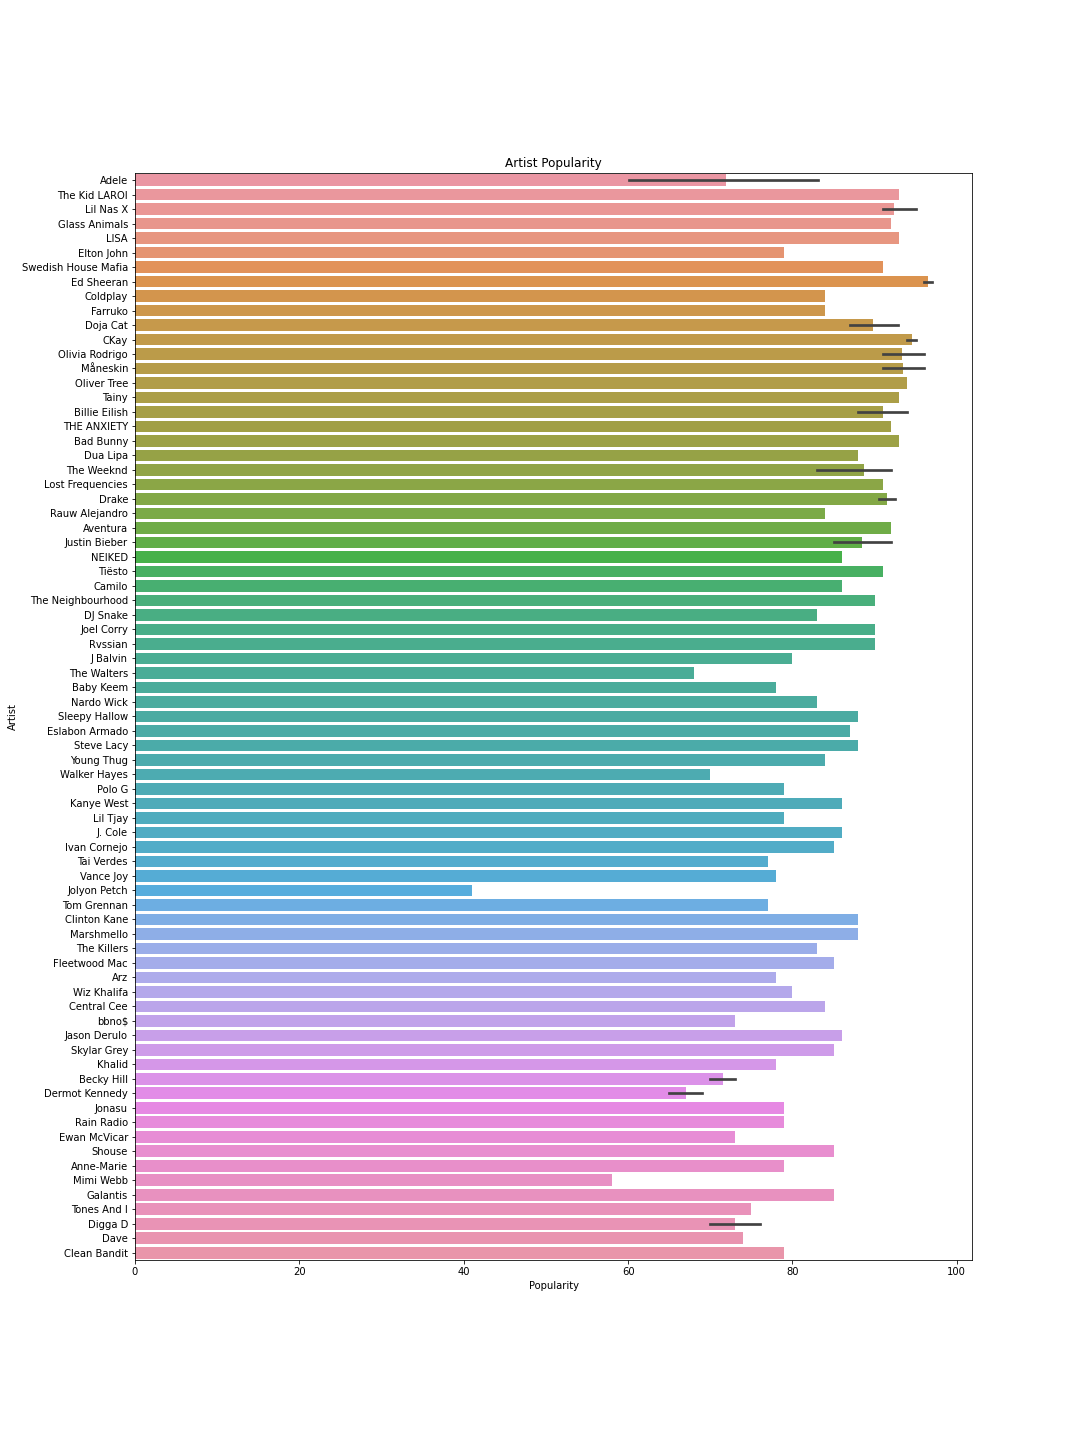 Artist Popularity
Adele
The Kid LAROI
Lil Nas X
Glass Animals
LISA
Elton John
Swedish House Mafia
Ed Sheeran
Coldplay
Farruko
Doja Cat
CKay
Olivia Rodrigo
Måneskin
Oliver Tree
Tainy
Billie Eilish
THE ANXIETY
Bad Bunny
Dua Lipa
The Weeknd
Lost Frequencies
Drake
Rauw Alejandro
Aventura
Justin Bieber
NEIKED
Tiësto
Camilo
The Neighbourhood
DJ Snake
Joel Corry
Rvssian
J Balvin
The Walters
Baby Keem
Nardo Wick
Sleepy Hallow
Eslabon Armado
Steve Lacy
Young Thug
Walker Hayes
Polo G
Kanye West
Lil Tjay
J. Cole
Ivan Cornejo
Tai Verdes
Vance Joy
Jolyon Petch
Tom Grennan
Clinton Kane
Marshmello
The Killers
Fleetwood Mac
Arz
Wiz Khalifa
Central Cee
bbno$
Jason Derulo
Skylar Grey
Khalid
Becky Hill
Dermot Kennedy
Jonasu
Rain Radio
Ewan McVicar
Shouse
Anne-Marie
Mimi Webb
Galantis
Tones And I
Digga D
Dave
Clean Bandit
Artist
0 20 40 60 80 100
Popularity